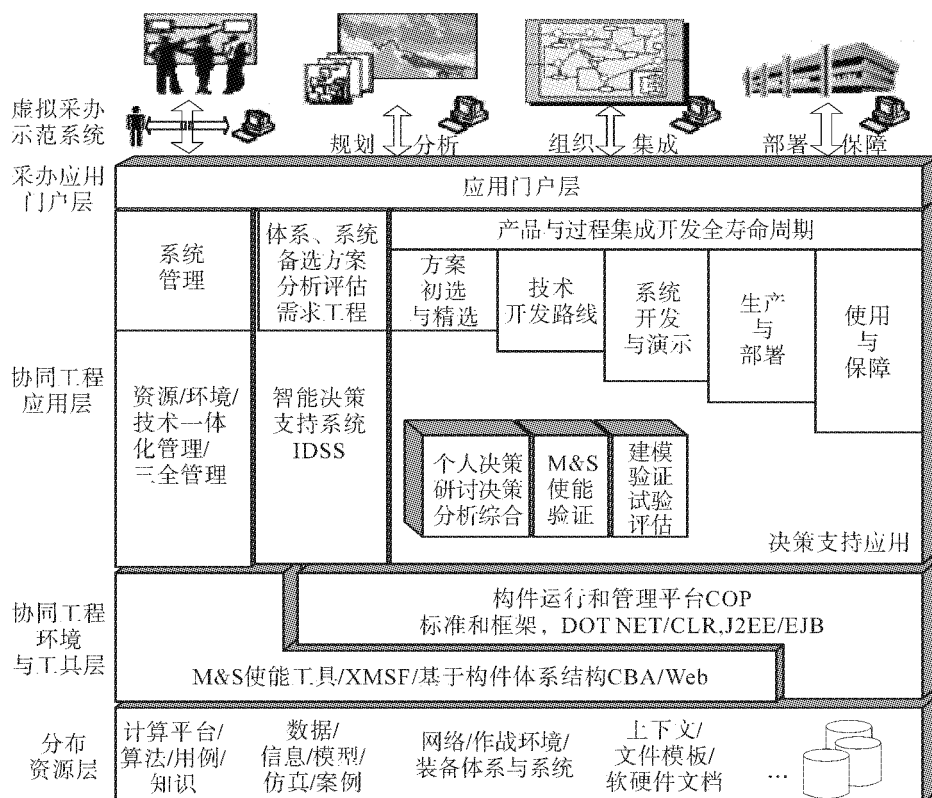 虚拟采办
示范系统
规划
分析
组织
集成
部署
保障
采办应用
门户层
应用门户层
系统
管理
体系、系统
备选方案
分析评估
需求工程
产品与过程集成开发全寿命周期
方案
初选
与精选
技术
开发路线
系统
开发
与演示
生产
与
部署
使用
与
保障
协同工程
应用层
资源/环境/
技术一体
化管理/
三全管理
智能决策
支持系统
IDSS
个人决策
研讨决策
分析综合
M&S
使能
验证
建模
验证
试验
评估
决策支持应用
协同工程
环境
与工具层
构件运行和管理平台COP
标准和框架，DOT NET/CLR,J2EE/EJB
M&S使能工具/XMSF/基于构件体系结构CBA/Web
分布
资源层
计算平台/
算法/用例/
知识
数据/
信息/模型/
仿真/案例
网络/作战环境/
装备体系与系统
上下文/
文件模板/
软硬件文档
...